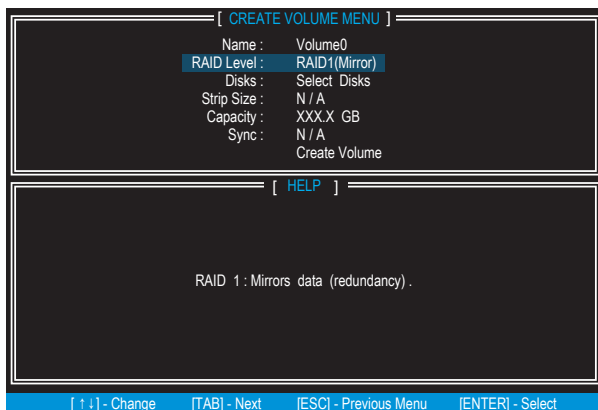 [ CREATE VOLUME MENU ]
Name : Volume0
RAID Level : RAID1(Mirror)
Disks : Select Disks
Strip Size : N / A
Capacity : XXX.X GB
Sync : N / A
Create Volume
[ HELP ]
RAID 1 : Mirrors data (redundancy) .
[ ↑↓] - Change [TAB] - Next [ESC] - Previous Menu [ENTER] - Select